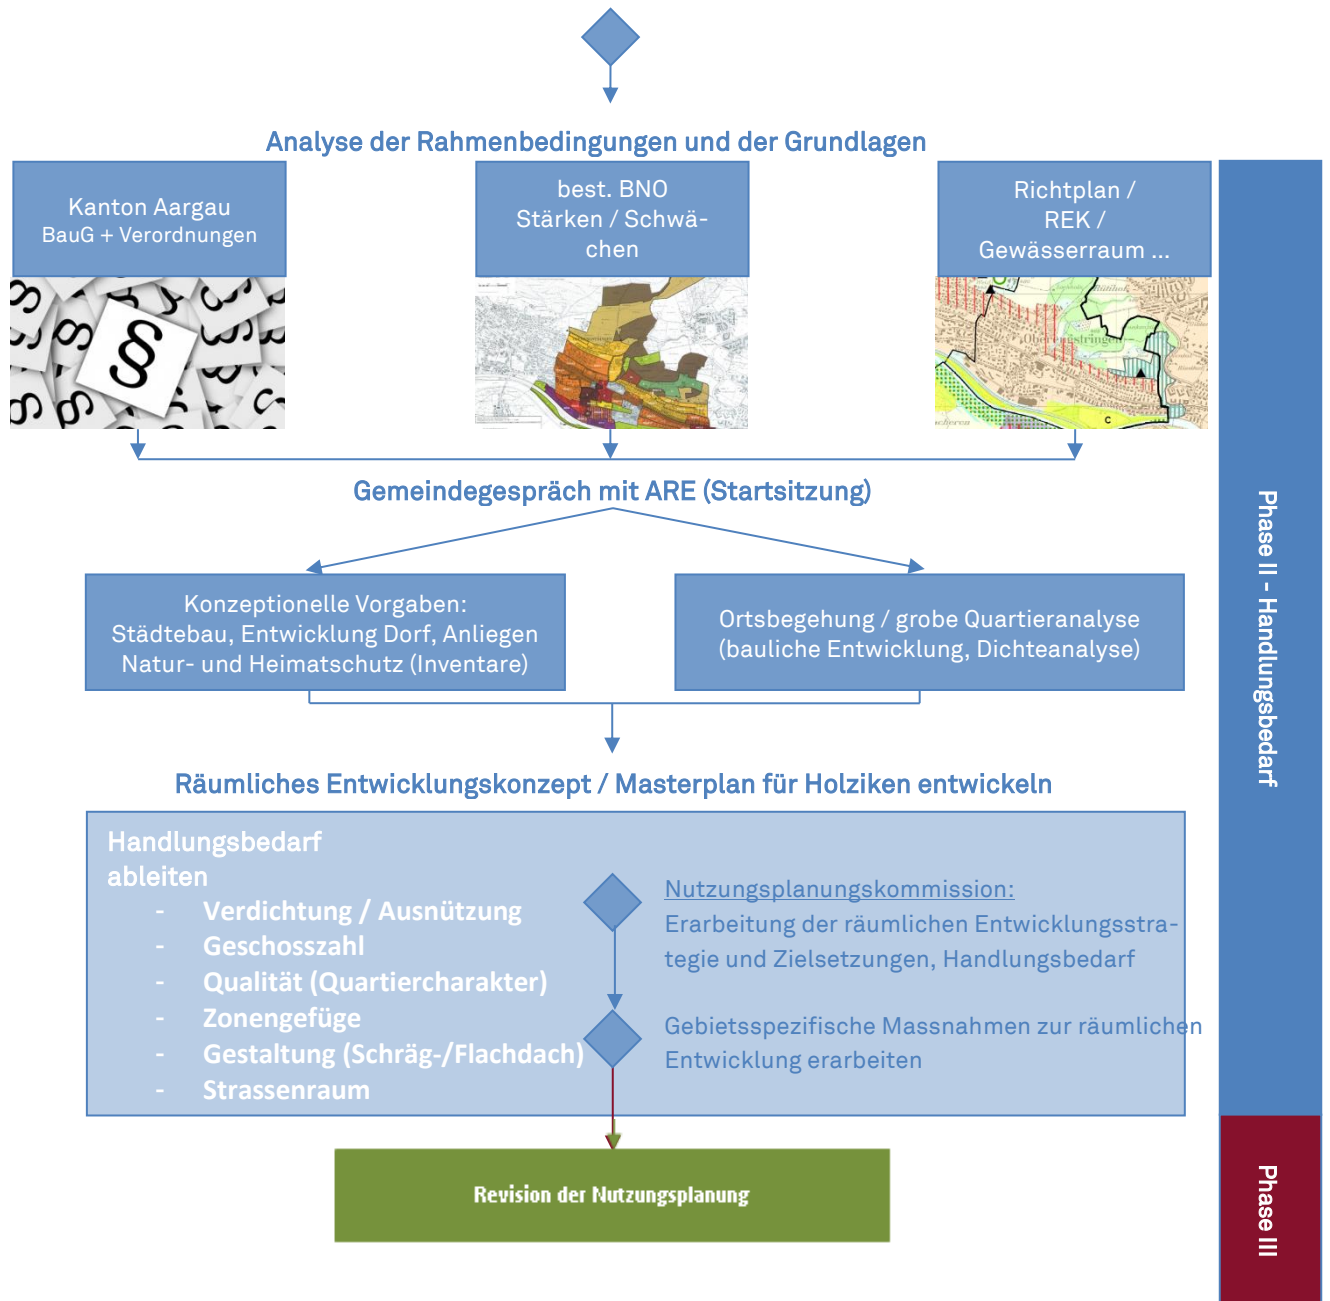 Analyse der Rahmenbedingungen und der Grundlagen
Kanton Aargau
BauG + Verordnungen
best. BNO
Stärken / Schwä-
chen
Richtplan /
REK /
Gewässerraum ...
§
Oberengstringen
C
Gemeindegespräch mit ARE (Startsitzung)
Konzeptionelle Vorgaben:
Städtebau, Entwicklung Dorf, Anliegen
Natur- und Heimatschutz (Inventare)
Ortsbegehung / grobe Quartieranalyse
(bauliche Entwicklung, Dichteanalyse)
Räumliches Entwicklungskonzept / Masterplan für Holziken entwickeln
Handlungsbedarf
ableiten
- Verdichtung / Ausnützung
- Geschosszahl
- Qualität (Quartiercharakter)
- Zonengefüge
- Gestaltung (Schräg-/Flachdach)
- Strassenraum
Nutzungsplanungskommission:
Erarbeitung der räumlichen Entwicklungsstra-
tegie und Zielsetzungen, Handlungsbedarf
Gebietsspezifische Massnahmen zur räumlichen
Entwicklung erarbeiten
Revision der Nutzungsplanung
Phase II - Handlungsbedarf
Phase III